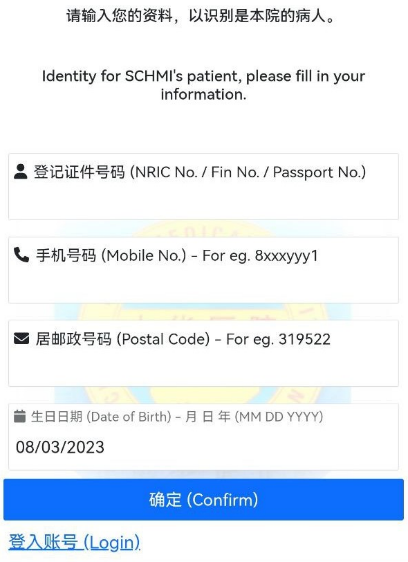 请输入您的资料，以识别是本院的病人。
Identity for SCHMI's patient, please fill in your
information.
登记证件号码 (NRIC No. / Fin No. / Passport No.)
手机号码 (Mobile No.) - For eg. 8xxxyyy1
居邮政号码 (Postal Code) - For eg. 319522
生日日期 (Date of Birth) - 月 日 年 (MM DD YYYY)
08/03/2023
确定 (Confirm)
登入账号 (Login)